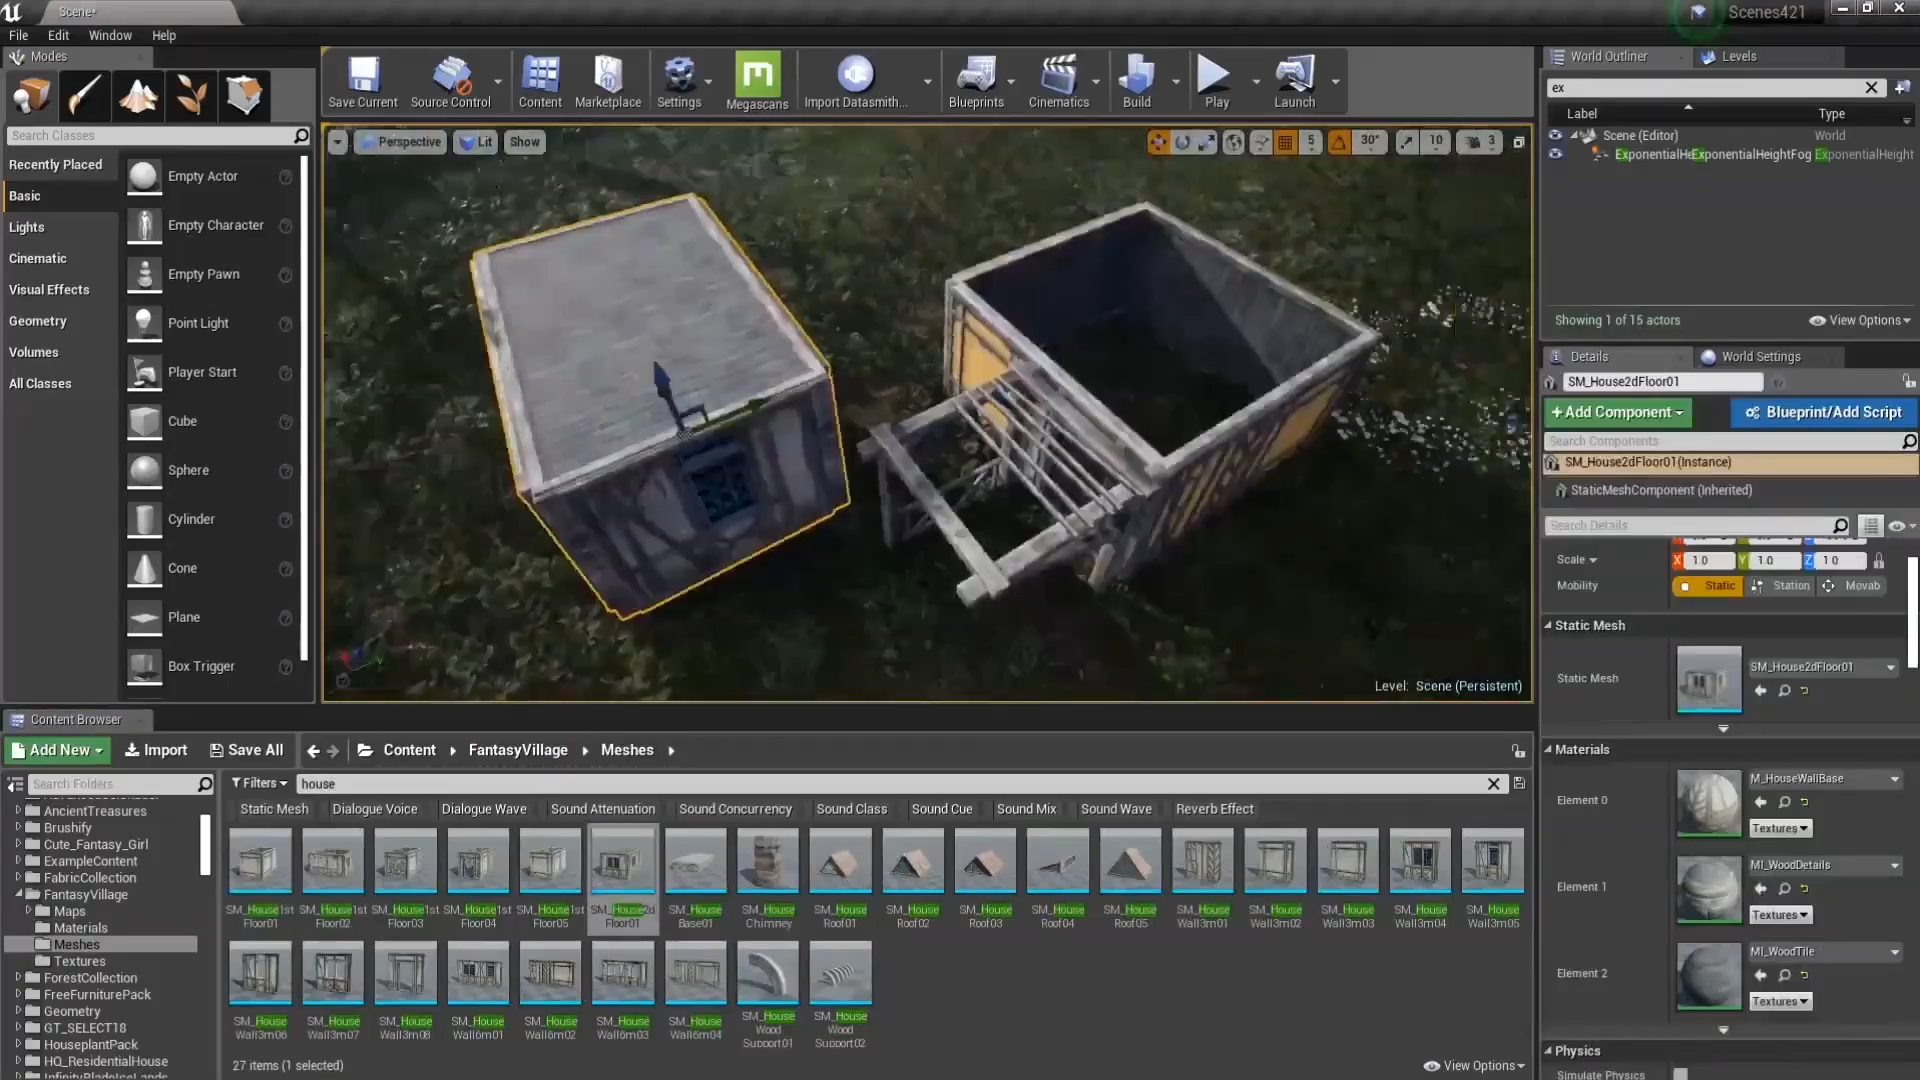 Scene*
Scenes421
File Edit Window Help
Modes
Search Classes
Recently Placed
Basic
Lights
Cinematic
Visual Effects
Geometry
Volumes
All Classes
Empty Actor
Empty Character
Empty Pawn
Point Light
Player Start
Cube
Sphere
Cylinder
Cone
Plane
Box Trigger
Save Current Source Control Content Marketplace Settings Megascans Import Datasmith... Blueprints Cinematics Build Play Launch
Perspective Lit Show
5 30° 10 3
Level: Scene (Persistent)
World Outliner Levels
ex
Label Type
Scene (Editor) World
ExponentialHeightFog ExponentialHeight
Showing 1 of 15 actors View Options
Details World Settings
SM_House2dFloor01
+Add Component Blueprint/Add Script
Search Components
SM_House2dFloor01(Instance)
StaticMeshComponent (Inherited)
Search Details
Scale X 1.0 Y 1.0 Z 1.0
Mobility Static Station Movab
Static Mesh
Static Mesh SM_House2dFloor01
Materials
Element 0 M_HouseWallBase
Textures
Element 1 MI_WoodDetails
Textures
Element 2 MI_WoodTile
Textures
Physics
Simulate Physics
Content Browser
Add New Import Save All Content FantasyVillage Meshes
Search Folders
AncientTreasures
Brushify
Cute_Fantasy_Girl
ExampleContent
FabricCollection
FantasyVillage
Maps
Materials
Meshes
Textures
ForestCollection
FreeFurniturePack
Geometry
GT_SELECT18
HouseplantPack
HQ_ResidentialHouse
InfinityBladeIceLands
Filters house
Static Mesh Dialogue Voice Dialogue Wave Sound Attenuation Sound Concurrency Sound Class Sound Cue Sound Mix Sound Wave Reverb Effect
SM_House1st Floor01
SM_House1st Floor02
SM_House1st Floor03
SM_House1st Floor04
SM_House1st Floor05
SM_House2d Floor01
SM_House Base01
SM_House Chimney
SM_House Roof01
SM_House Roof02
SM_House Roof03
SM_House Roof04
SM_House Roof05
SM_House Wall3m01
SM_House Wall3m02
SM_House Wall3m03
SM_House Wall3m04
SM_House Wall3m05
SM_House Wall3m06
SM_House Wall3m07
SM_House Wall3m08
SM_House Wall6m01
SM_House Wall6m02
SM_House Wall6m03
SM_House Wall6m04
SM_House Wood Support01
SM_House Wood Support02
27 items (1 selected) View Options